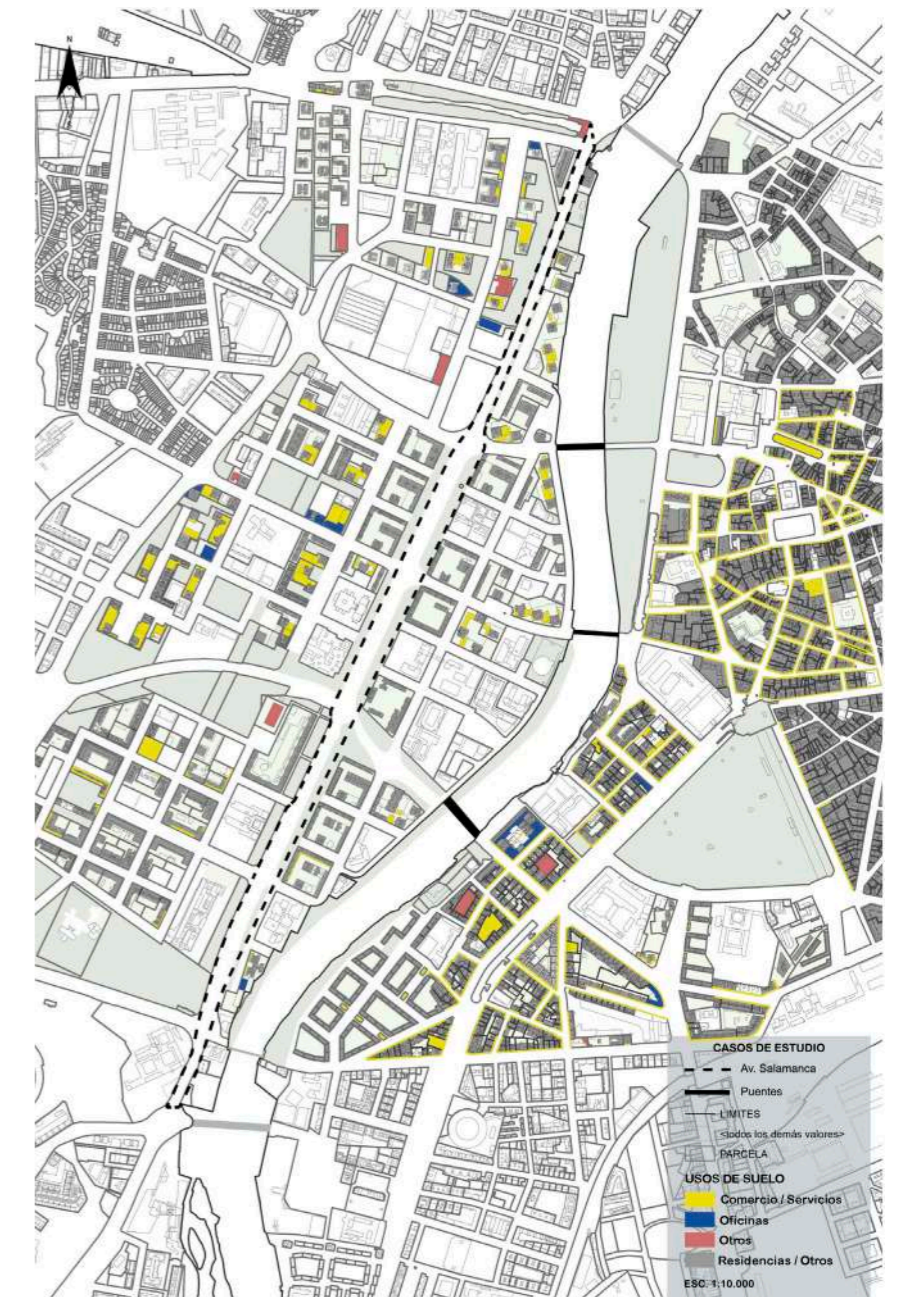 N
CASOS DE ESTUDIO
Av. Salamanca
Puentes
LIMITES
<todos los demás valores>
PARCELA
USOS DE SUELO
Comercio / Servicios
Oficinas
Otros
Residencias / Otros
ESC. 1:10.000